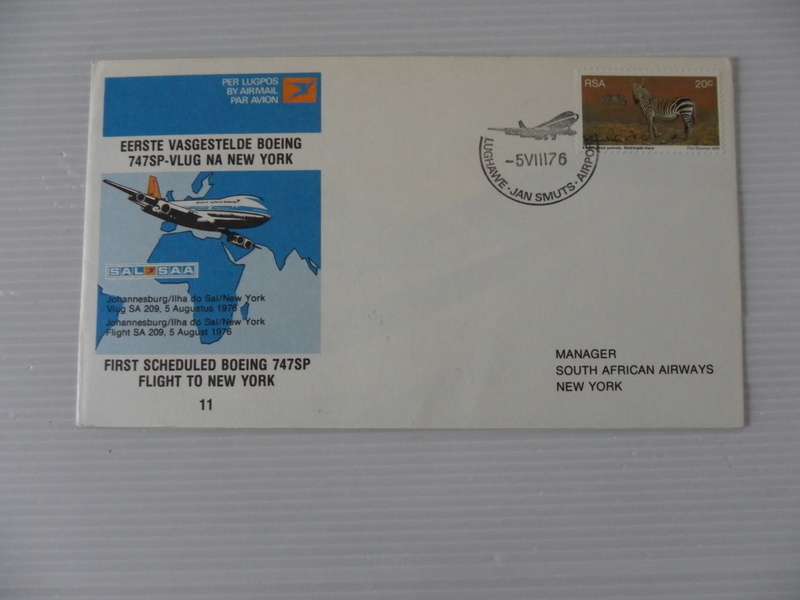 PER LUGPOS
BY AIRMAIL
PAR AVION
EERSTE VASGESTELDE BOEING
747SP-VLUG NA NEW YORK
SAL SAA
Johannesburg/Ilha do Sal/New York
Vlug SA 209, 5 Augustus 1976
Johannesburg/Ilha do Sal/New York
Flight SA 209, 5 August 1976
FIRST SCHEDULED BOEING 747SP
FLIGHT TO NEW YORK
11
-5VIII76
LUGHAWE · JAN SMUTS · AIRPORT
RSA 20c
MANAGER
SOUTH AFRICAN AIRWAYS
NEW YORK